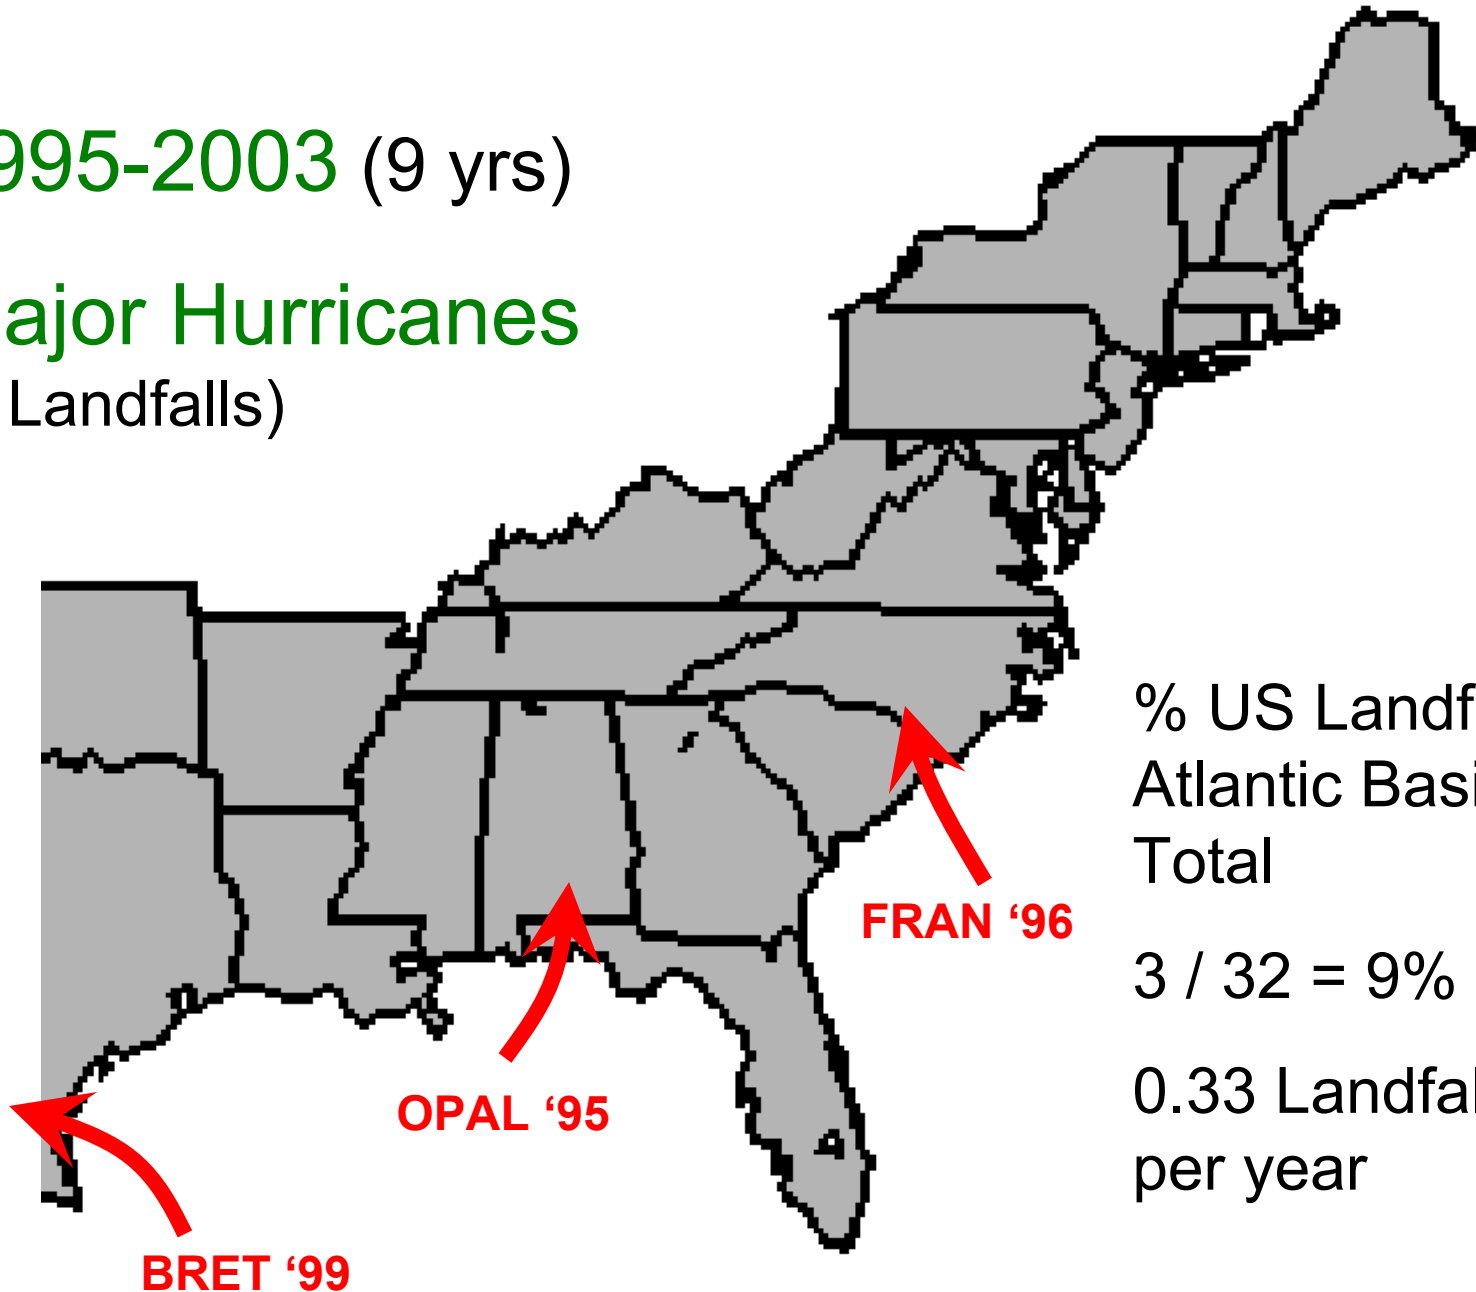 995-2003 (9 yrs)
ajor Hurricanes
Landfalls)
% US Landf
Atlantic Basi
Total
FRAN ‘96
3 / 32 = 9%
0.33 Landfal
per year
OPAL ‘95
BRET ‘99